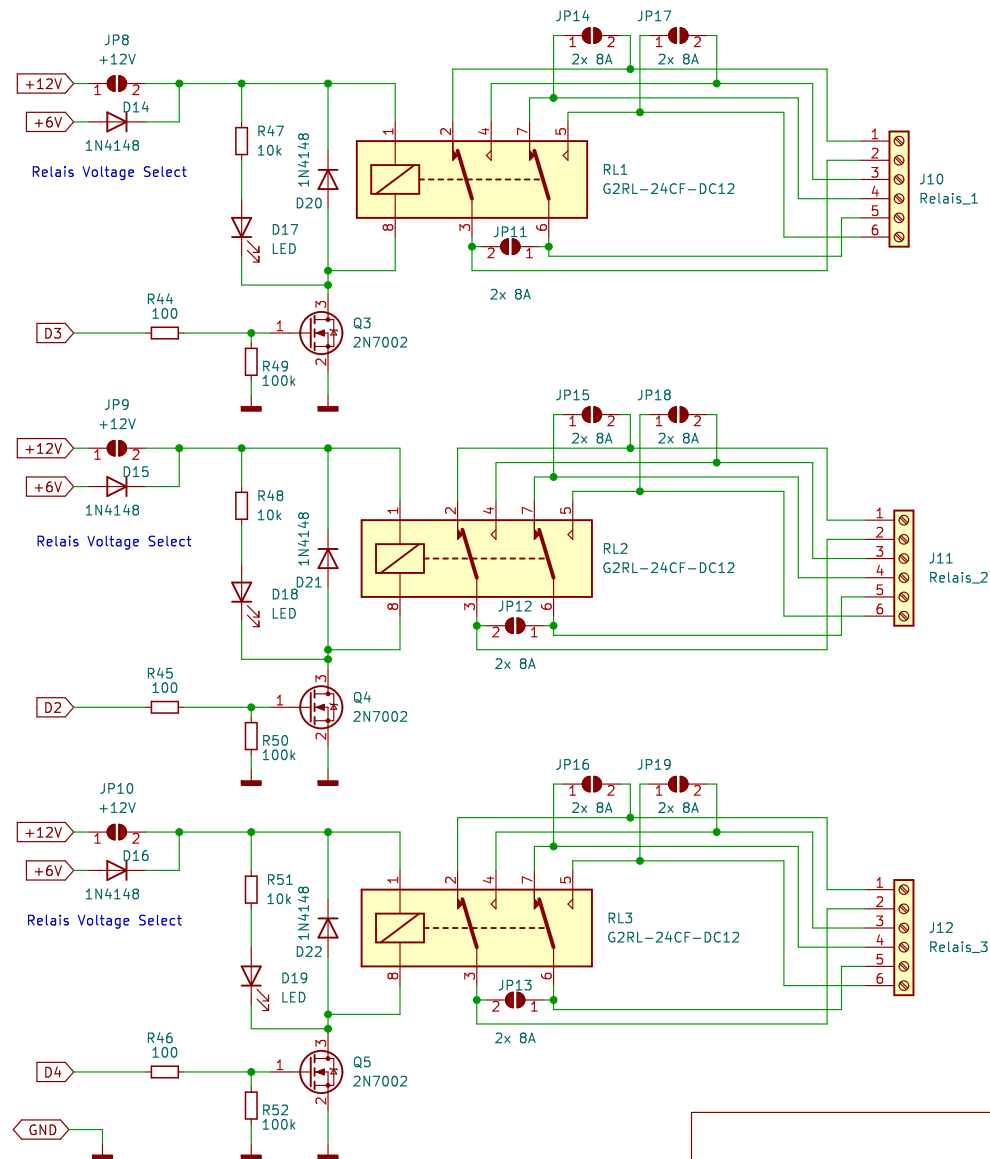 JP14
JP17
1 2
1 2
2x 8A
2x 8A
JP8
+12V
+12V
1 2
D14
+6V
1N4148
Relais Voltage Select
R47
10k
1N4148
D20
D17
LED
1
2
4
7
5
8
3
6
RL1
G2RL-24CF-DC12
JP11
2 1
2x 8A
1
2
3
4
5
6
J10
Relais_1
R44
100
D3
1
3
2
Q3
2N7002
R49
100k
JP15
JP18
1 2
1 2
2x 8A
2x 8A
JP9
+12V
+12V
1 2
D15
+6V
1N4148
Relais Voltage Select
R48
10k
1N4148
D21
D18
LED
1
2
4
7
5
8
3
6
RL2
G2RL-24CF-DC12
JP12
2 1
2x 8A
1
2
3
4
5
6
J11
Relais_2
R45
100
D2
1
3
2
Q4
2N7002
R50
100k
JP16
JP19
1 2
1 2
2x 8A
2x 8A
JP10
+12V
+12V
1 2
D16
+6V
1N4148
Relais Voltage Select
R51
10k
1N4148
D22
D19
LED
1
2
4
7
5
8
3
6
RL3
G2RL-24CF-DC12
JP13
2 1
2x 8A
1
2
3
4
5
6
J12
Relais_3
R46
100
D4
1
3
2
Q5
2N7002
R52
100k
GND